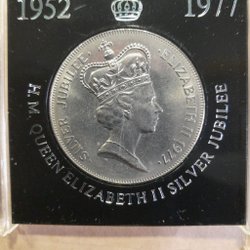 1952 1977
SILVER JUBILEE ELIZABETH II 1977
H.M. QUEEN ELIZABETH II SILVER JUBILEE